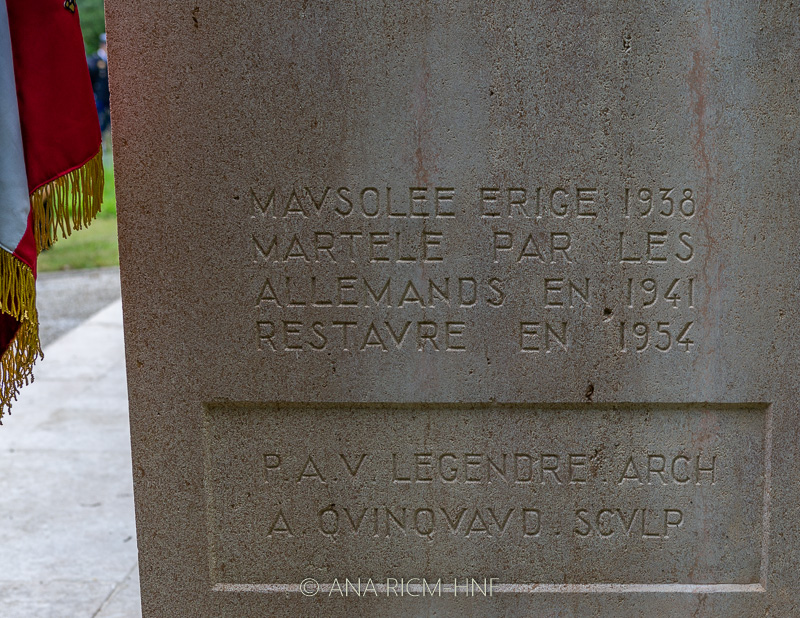 MAVSOLEE ERIGE 1938
MARTELE PAR LES
ALLEMANDS EN 1941
RESTAVRE EN 1954
P.A.V. LEGENDRE. ARCH
A. QVINQVAVD. SCVLP
© ANA RICM-HNF